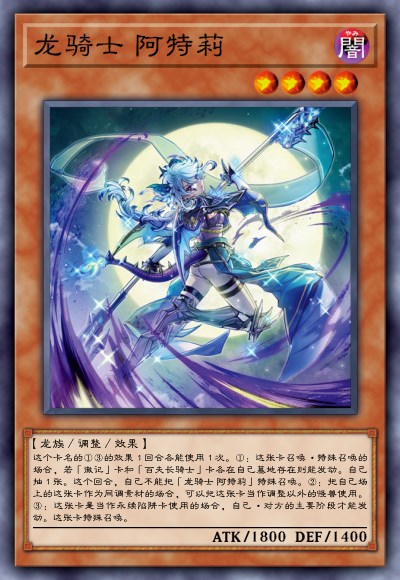 龙骑士 阿特莉
やみ
闇
【龙族/调整/效果】
这个卡名的①③的效果1回合各能使用1次。①：这张卡召唤·特殊召唤的
场合，若「徽记」卡和「百夫长骑士」卡各在自己墓地存在则能发动。自己
抽1张。这个回合，自己不能把「龙骑士 阿特莉」特殊召唤。②：把自己场
上的这张卡作为同调素材的场合，可以把这张卡当作调整以外的怪兽使用。
③：这张卡是当作永续陷阱卡使用的场合，自己·对方的主要阶段才能发
动。这张卡特殊召唤。
ATK/1800 DEF/1400